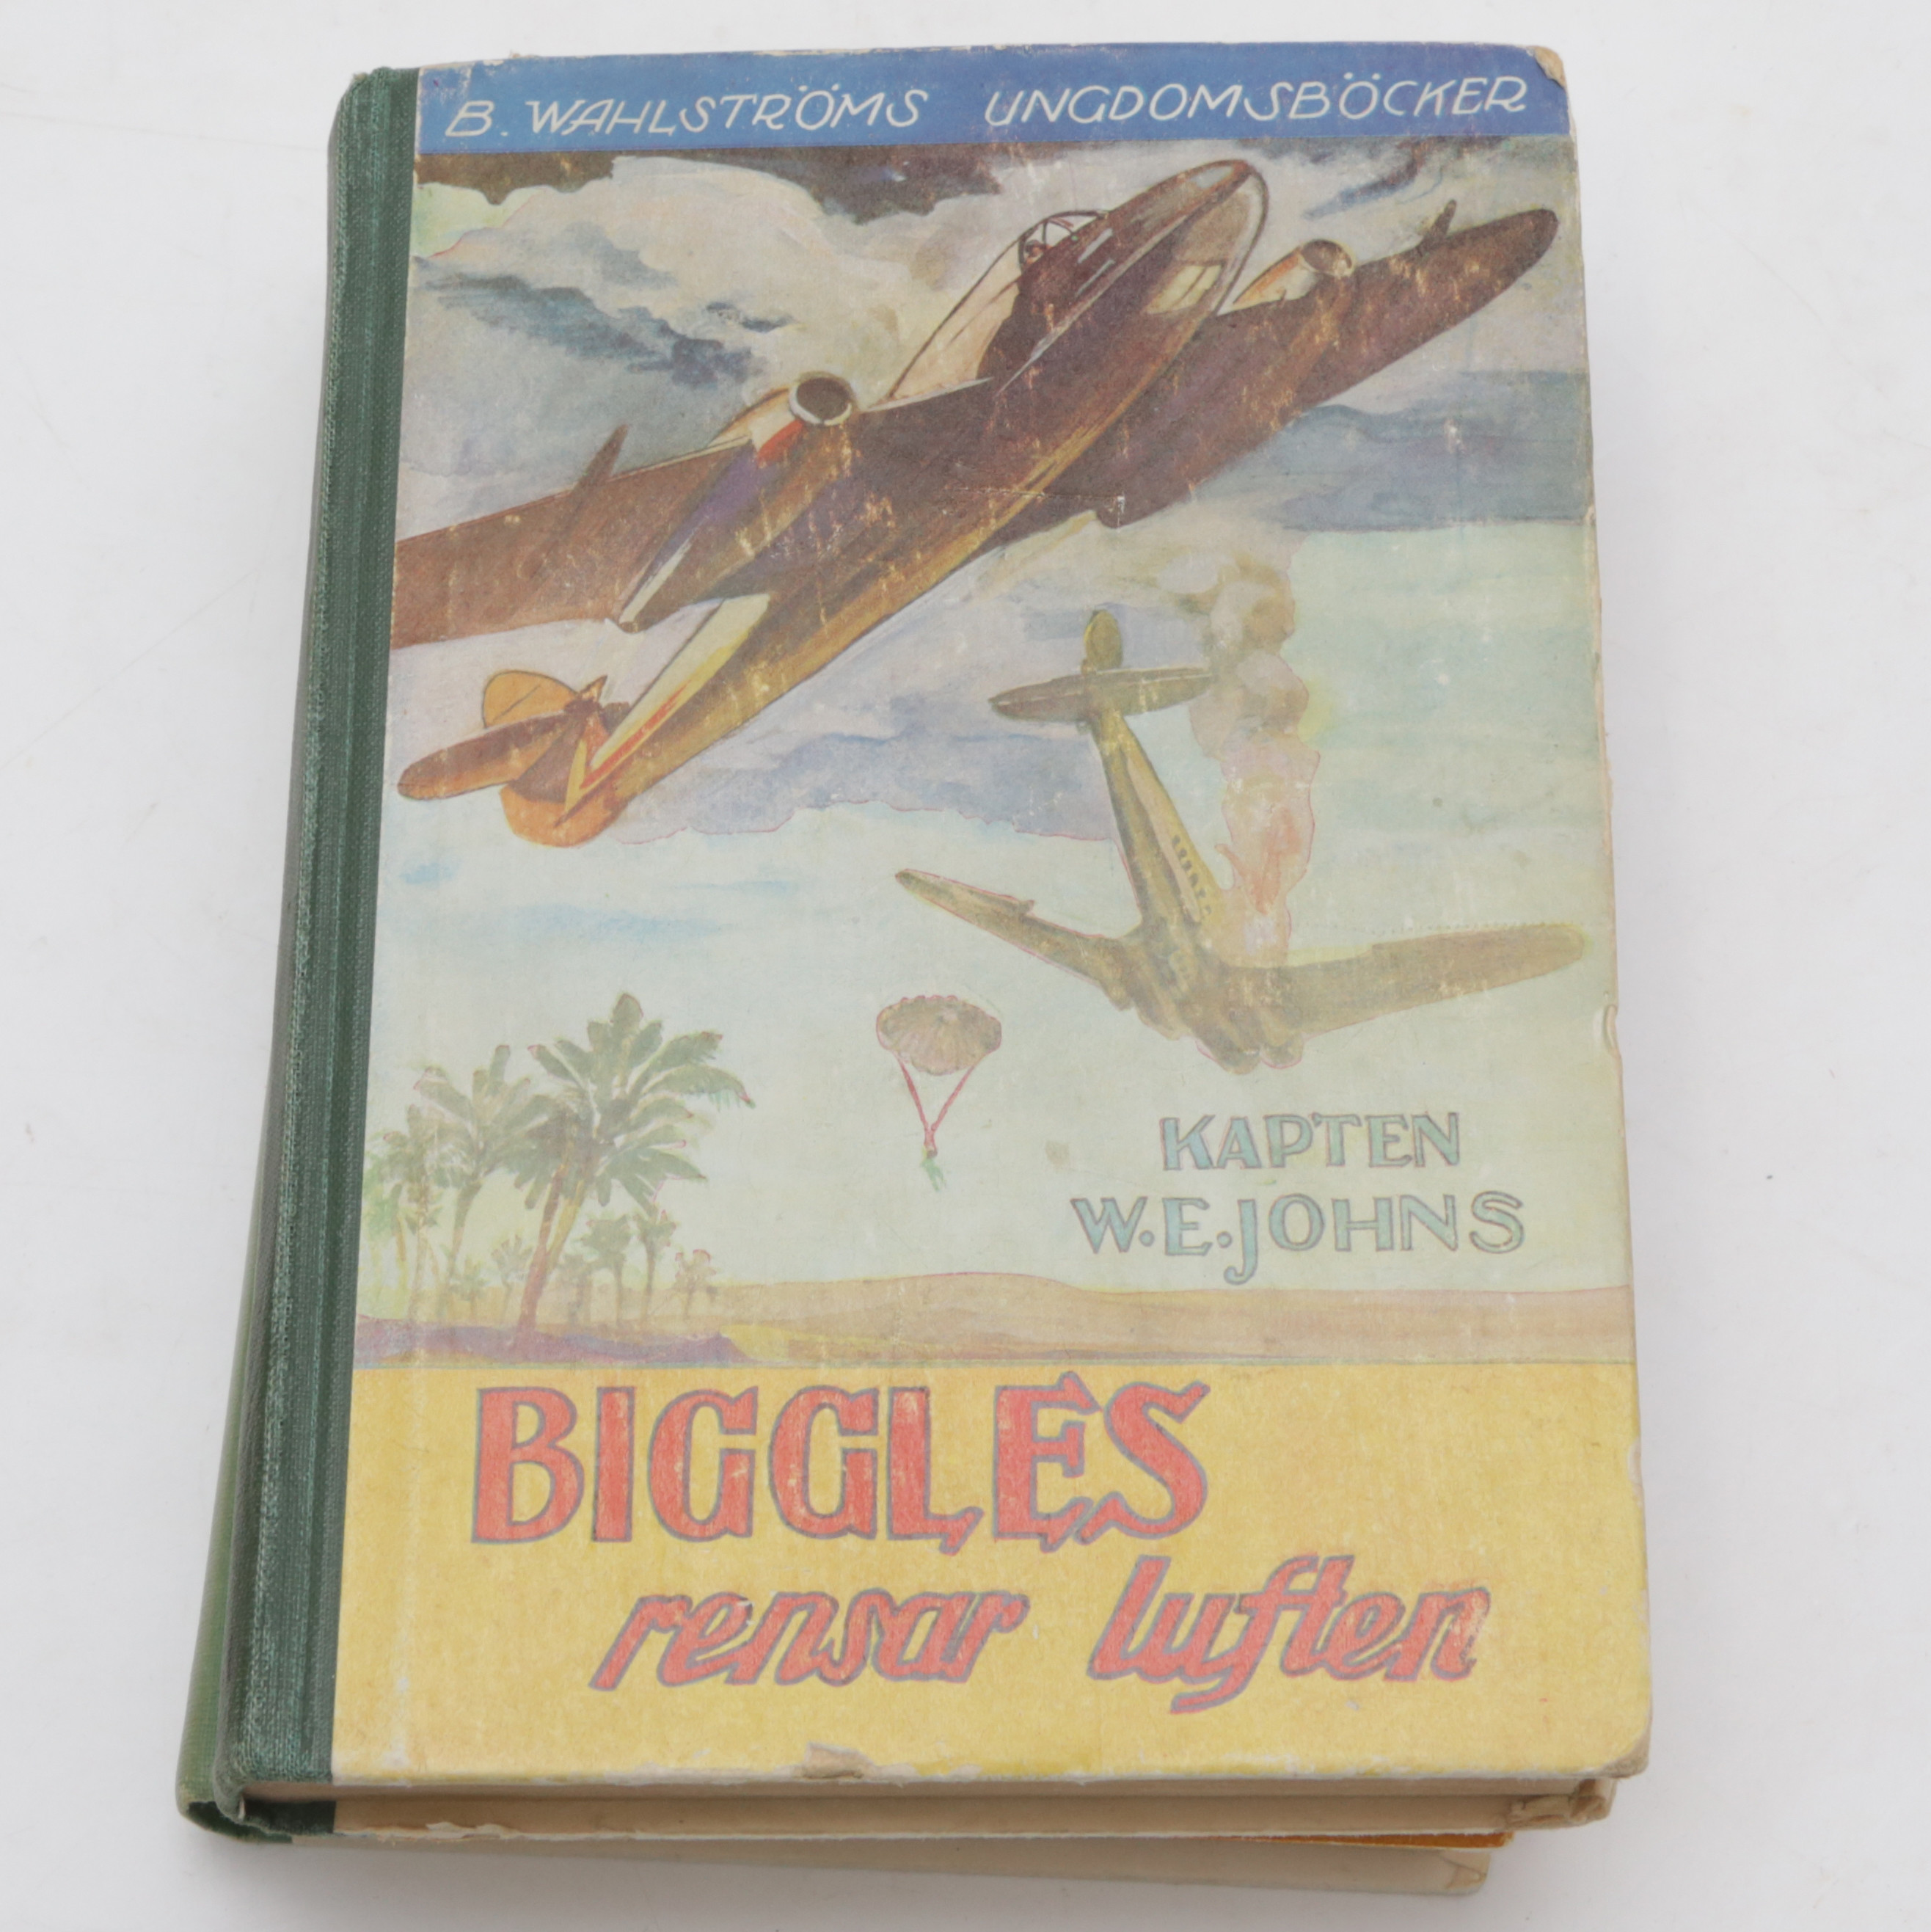 B. WAHLSTRÖMS UNGDOMSBÖCKER
KAPTEN
W.E. JOHNS
BIGGLES
rensar luften